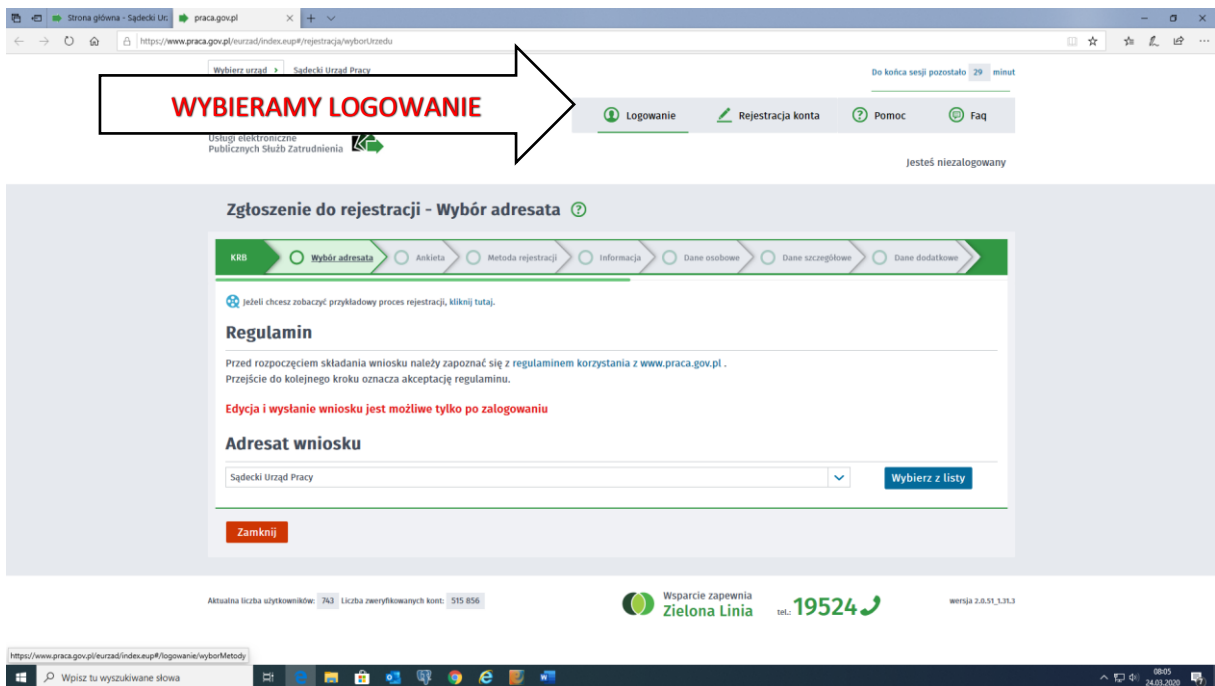 Strona główna - Sądecki Urz
praca.gov.pl
https://www.praca.gov.pl/eurzad/index.eup#/rejestracja/wyborUrzedu
Wybierz urząd > Sądecki Urząd Pracy
Do końca sesji pozostało 29 minut
WYBIERAMY LOGOWANIE
Logowanie
Rejestracja konta
Pomoc
Faq
Usługi elektroniczne
Publicznych Służb Zatrudnienia
Jesteś niezalogowany
Zgłoszenie do rejestracji - Wybór adresata
KRB
Wybór adresata
Ankieta
Metoda rejestracji
Informacja
Dane osobowe
Dane szczegółowe
Dane dodatkowe
Jeżeli chcesz zobaczyć przykładowy proces rejestracji, kliknij tutaj.
Regulamin
Przed rozpoczęciem składania wniosku należy zapoznać się z regulaminem korzystania z www.praca.gov.pl .
Przejście do kolejnego kroku oznacza akceptację regulaminu.
Edycja i wysłanie wniosku jest możliwe tylko po zalogowaniu
Adresat wniosku
Sądecki Urząd Pracy
Wybierz z listy
Zamknij
Aktualna liczba użytkowników: 743 Liczba zweryfikowanych kont: 515 856
Wsparcie zapewnia
Zielona Linia
tel.: 19524
wersja 2.0.51_1.31.3
https://www.praca.gov.pl/eurzad/index.eup#/logowanie/wyborMetody
Wpisz tu wyszukiwane słowa
08:05
24.03.2020